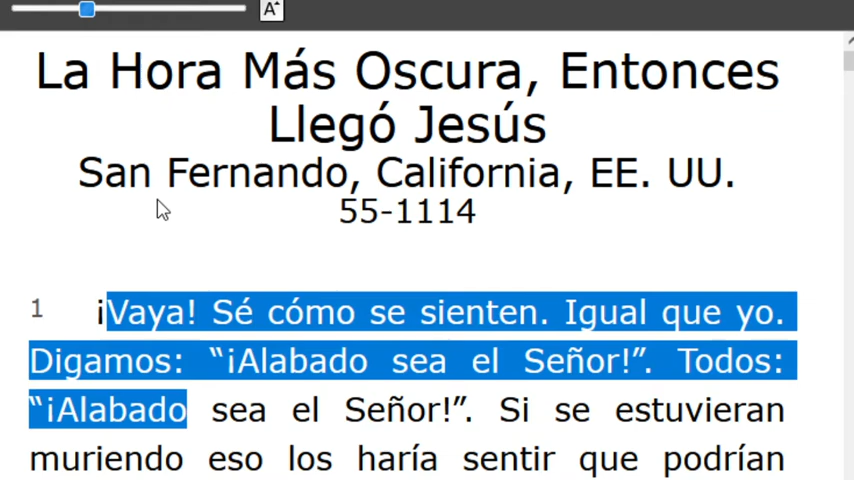 A
La Hora Más Oscura, Entonces
Llegó Jesús
San Fernando, California, EE. UU.
55-1114
1 ¡Vaya! Sé cómo se sienten. Igual que yo.
Digamos: “¡Alabado sea el Señor!”. Todos:
“¡Alabado sea el Señor!”. Si se estuvieran
muriendo eso los haría sentir que podrían